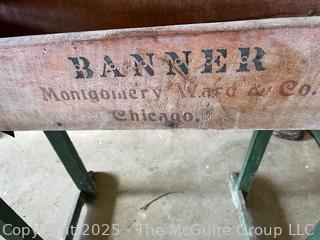 BANNER
Montgomery Ward & Co.
Chicago.
Copyright © 2025 - The McGuire Group LLC